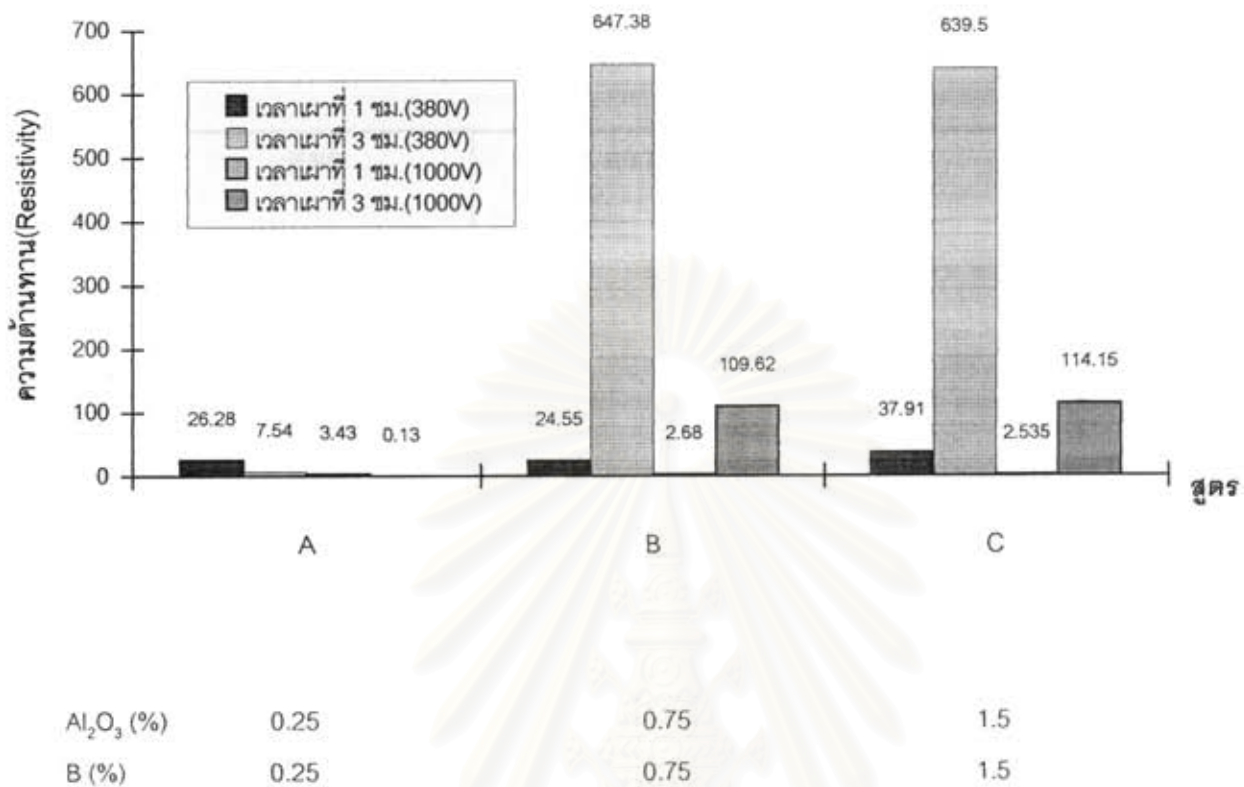 ความต้านทาน(Resistivity)
700
600
500
400
300
200
100
0
เวลาเผาที่ 1 ชม.(380V)
เวลาเผาที่ 3 ชม.(380V)
เวลาเผาที่ 1 ชม.(1000V)
เวลาเผาที่ 3 ชม.(1000V)
26.28 7.54 3.43 0.13
24.55 647.38 2.68 109.62
37.91 639.5 2.535 114.15
สูตร
A B C
Al₂O₃ (%) 0.25 0.75 1.5
B (%) 0.25 0.75 1.5